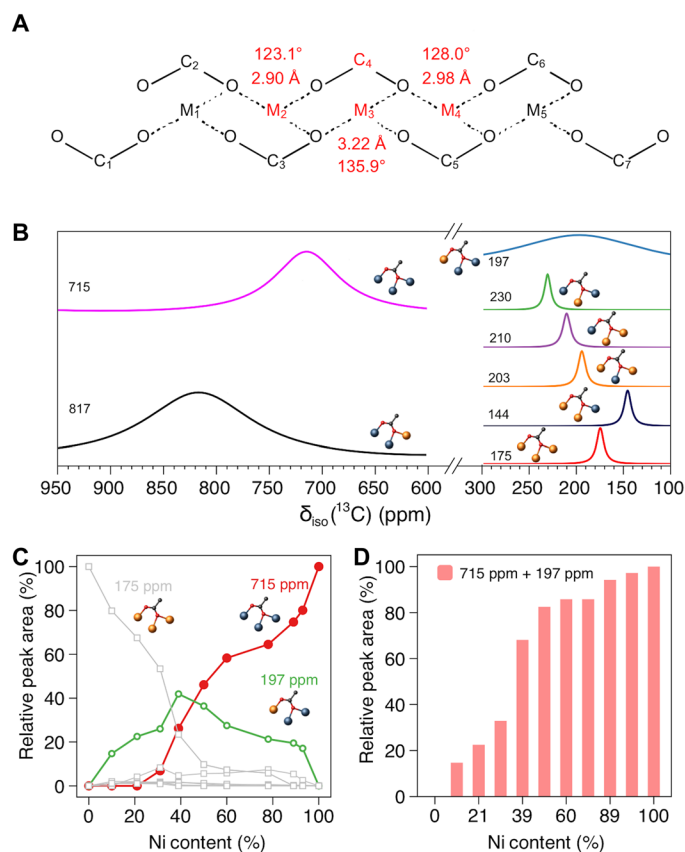 A
123.1° C₄ 128.0°
C₂ 2.90 Å 2.98 Å C₆
O O O O O O
M₁ M₂ M₃ M₄ M₅
O O O O O O O O
C₁ C₃ 3.22 Å C₅ C₇
135.9°
B
715
817
197
230
210
203
144
175
950 900 850 800 750 700 650 600 300 200 100
δiso(¹³C) (ppm)
C
Relative peak area (%)
100
80
60
40
20
0
175 ppm
715 ppm
197 ppm
0 20 40 60 80 100
Ni content (%)
D
Relative peak area (%)
100
80
60
40
20
0
715 ppm + 197 ppm
0 21 39 60 89 100
Ni content (%)